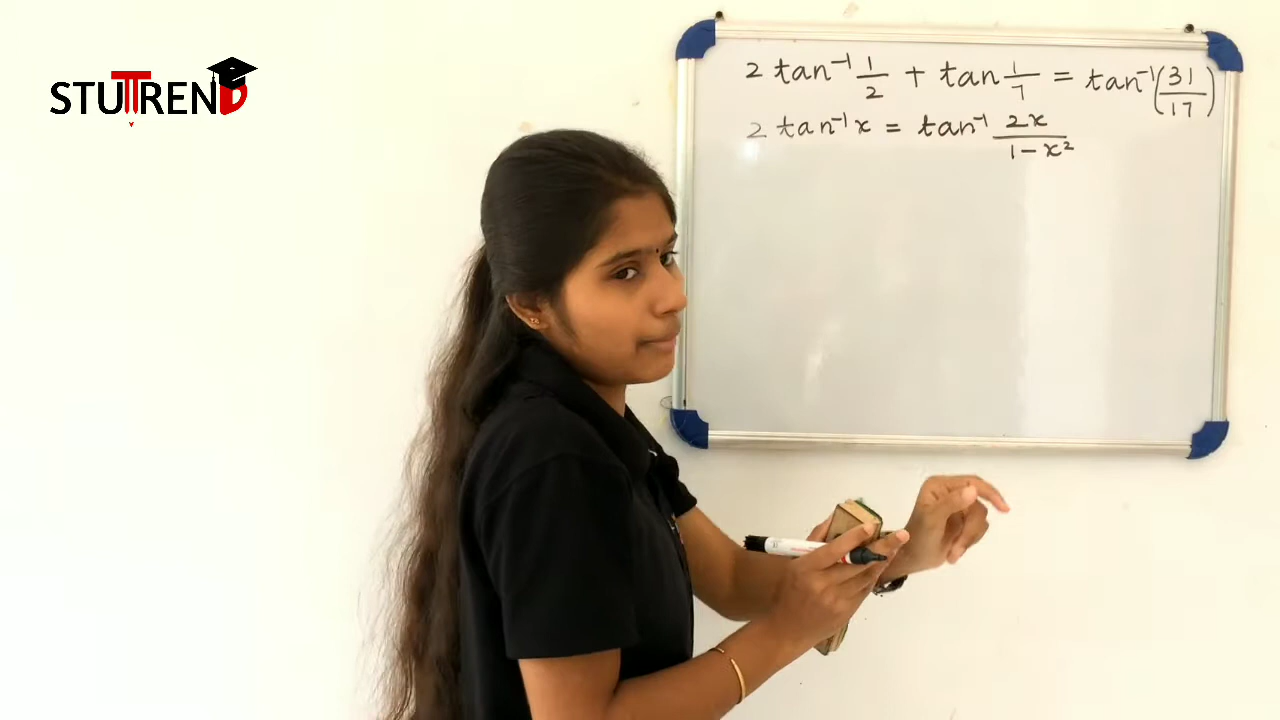 STUTTREND
2 tan⁻¹ 1/2 + tan 1/7 = tan⁻¹(31/17)
2 tan⁻¹ x = tan⁻¹ 2x/1-x²